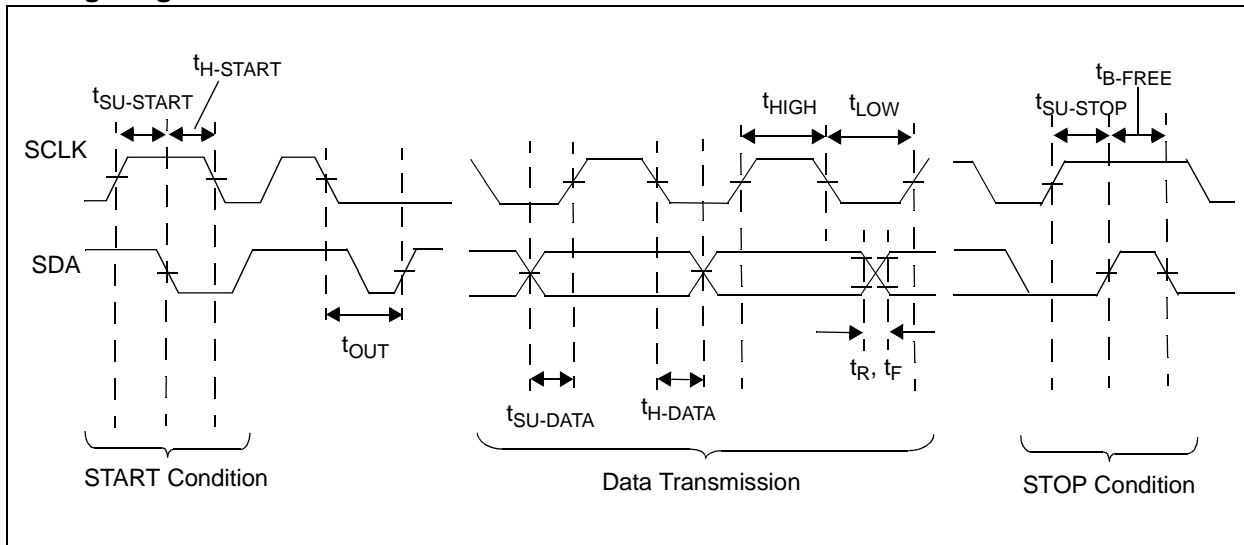 tH-START
tSU-START
tB-FREE
tHIGH
tLOW
tSU-STOP
SCLK
SDA
tOUT
tR, tF
tSU-DATA
tH-DATA
START Condition
Data Transmission
STOP Condition